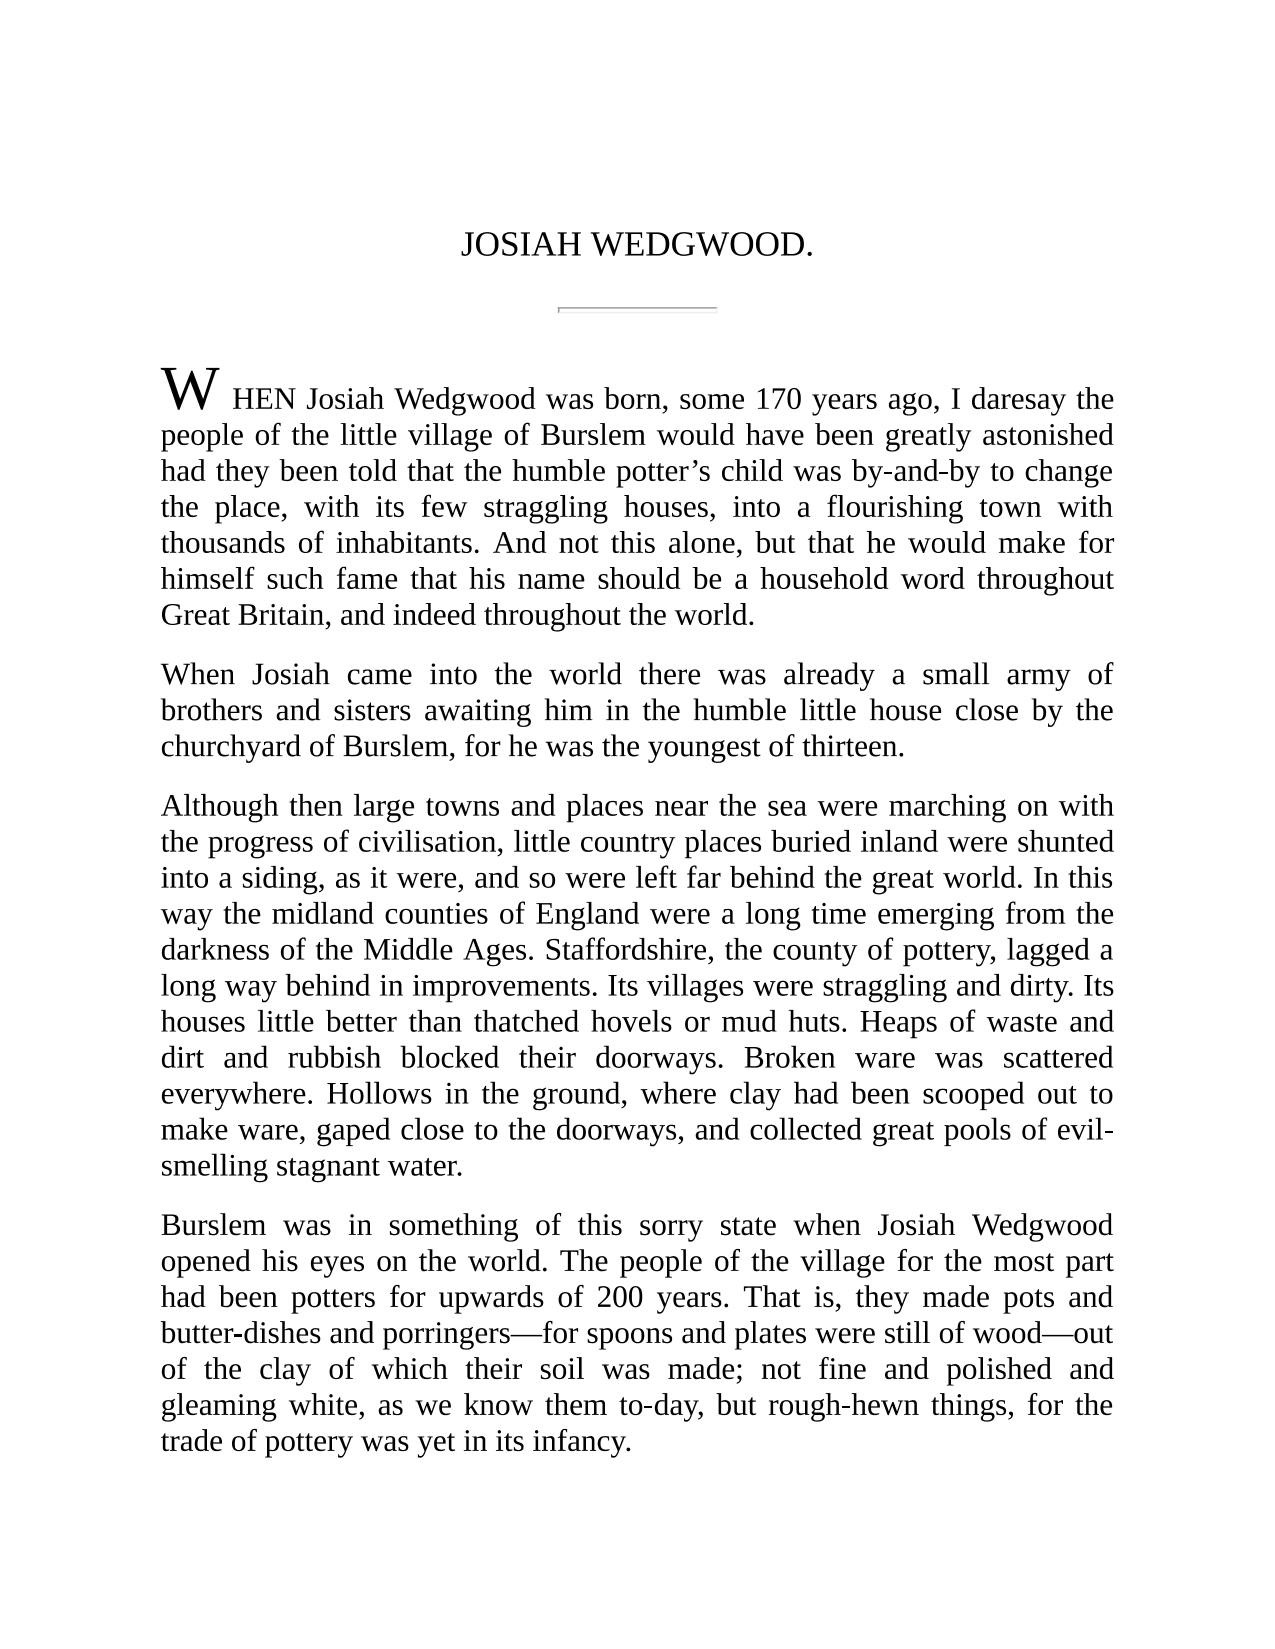 JOSIAH WEDGWOOD.
WHEN Josiah Wedgwood was born, some 170 years ago, I daresay the
people of the little village of Burslem would have been greatly astonished
had they been told that the humble potter’s child was by-and-by to change
the place, with its few straggling houses, into a flourishing town with
thousands of inhabitants. And not this alone, but that he would make for
himself such fame that his name should be a household word throughout
Great Britain, and indeed throughout the world.
When Josiah came into the world there was already a small army of
brothers and sisters awaiting him in the humble little house close by the
churchyard of Burslem, for he was the youngest of thirteen.
Although then large towns and places near the sea were marching on with
the progress of civilisation, little country places buried inland were shunted
into a siding, as it were, and so were left far behind the great world. In this
way the midland counties of England were a long time emerging from the
darkness of the Middle Ages. Staffordshire, the county of pottery, lagged a
long way behind in improvements. Its villages were straggling and dirty. Its
houses little better than thatched hovels or mud huts. Heaps of waste and
dirt and rubbish blocked their doorways. Broken ware was scattered
everywhere. Hollows in the ground, where clay had been scooped out to
make ware, gaped close to the doorways, and collected great pools of evil-
smelling stagnant water.
Burslem was in something of this sorry state when Josiah Wedgwood
opened his eyes on the world. The people of the village for the most part
had been potters for upwards of 200 years. That is, they made pots and
butter-dishes and porringers—for spoons and plates were still of wood—out
of the clay of which their soil was made; not fine and polished and
gleaming white, as we know them to-day, but rough-hewn things, for the
trade of pottery was yet in its infancy.